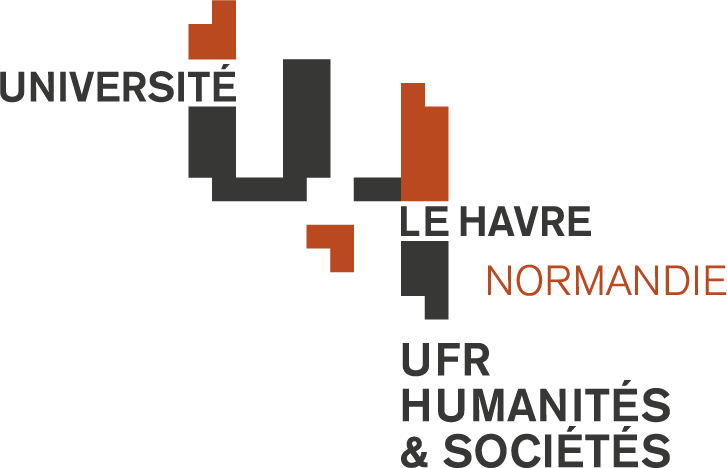 UNIVERSITÉ
LE HAVRE
NORMANDIE
UFR
HUMANITÉS
& SOCIÉTÉS